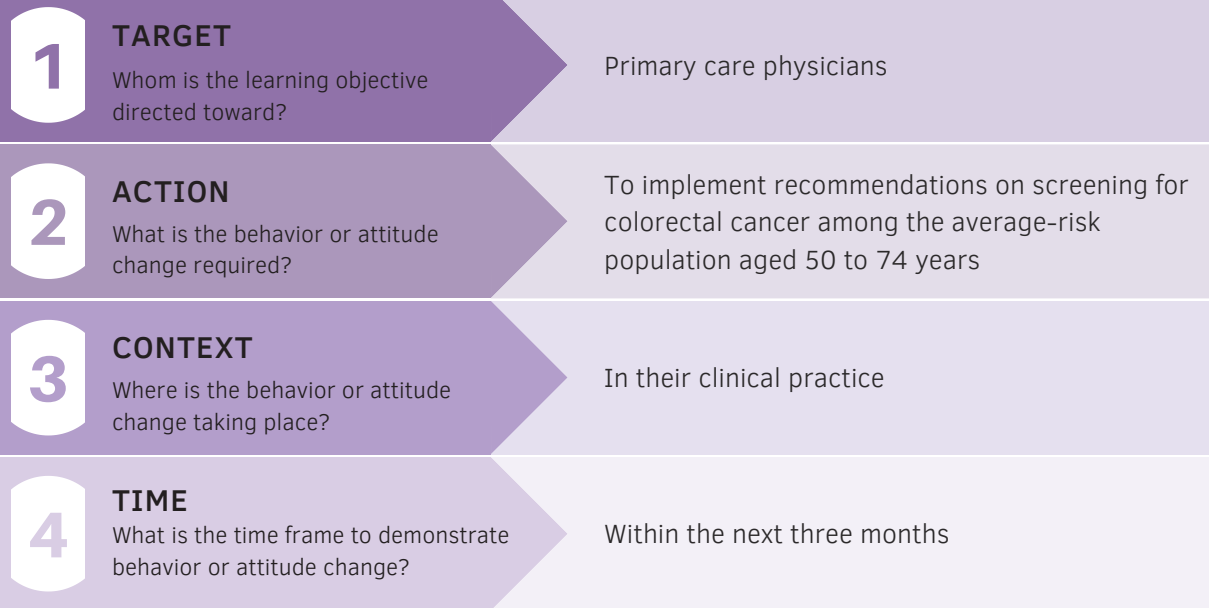 1
TARGET
Whom is the learning objective
directed toward?
Primary care physicians
2
ACTION
What is the behavior or attitude
change required?
To implement recommendations on screening for
colorectal cancer among the average-risk
population aged 50 to 74 years
3
CONTEXT
Where is the behavior or attitude
change taking place?
In their clinical practice
4
TIME
What is the time frame to demonstrate
behavior or attitude change?
Within the next three months